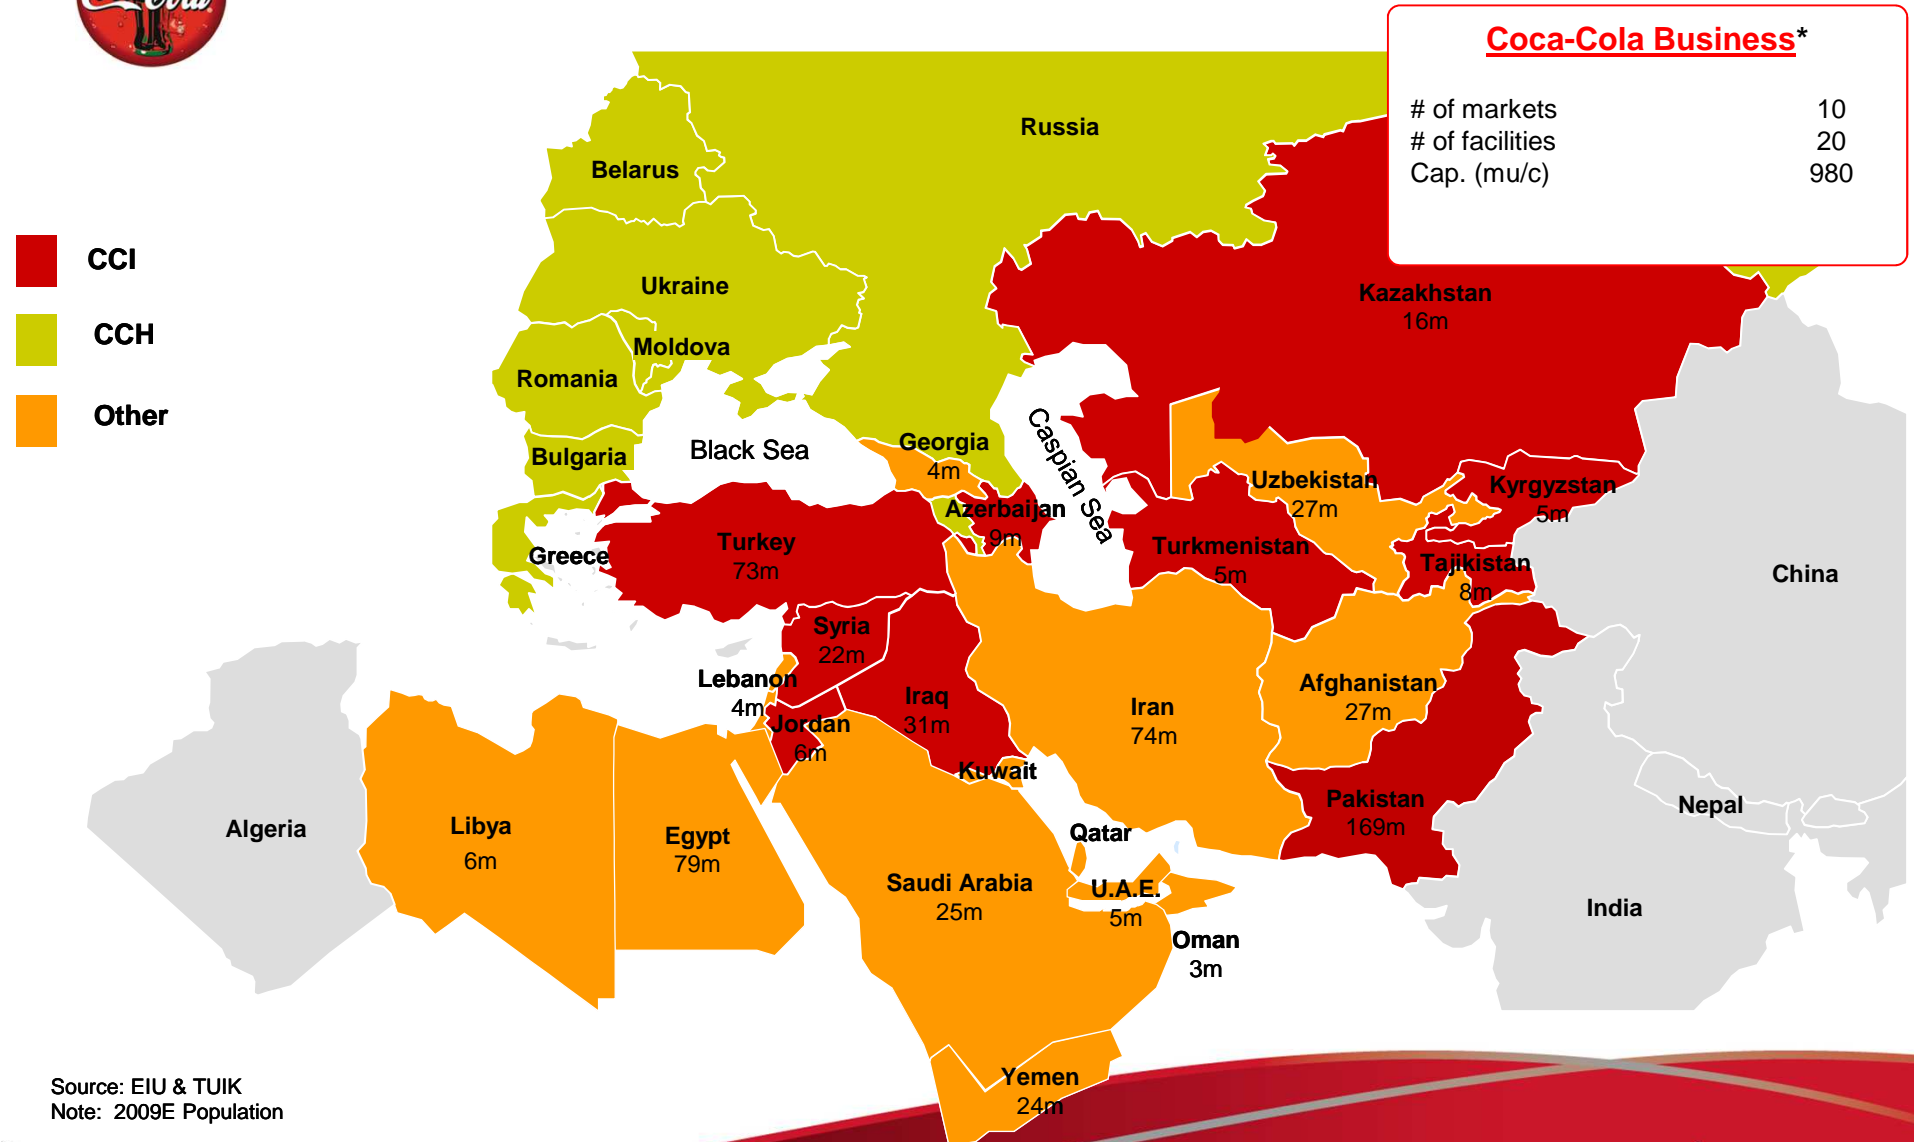 Cola
Coca-Cola Business*
# of markets 10
# of facilities 20
Cap. (mu/c) 980
CCI
CCH
Other
Russia
Belarus
Ukraine
Moldova
Romania
Bulgaria
Greece
Black Sea
Caspian Sea
Georgia
4m
Azerbaijan
9m
Turkey
73m
Kazakhstan
16m
Uzbekistan
27m
Kyrgyzstan
5m
Turkmenistan
5m
Tajikistan
8m
China
Syria
22m
Lebanon
4m
Jordan
6m
Iraq
31m
Kuwait
Iran
74m
Afghanistan
27m
Pakistan
169m
Nepal
India
Algeria
Libya
6m
Egypt
79m
Saudi Arabia
25m
Qatar
U.A.E.
5m
Oman
3m
Yemen
24m
Source: EIU & TUIK
Note: 2009E Population